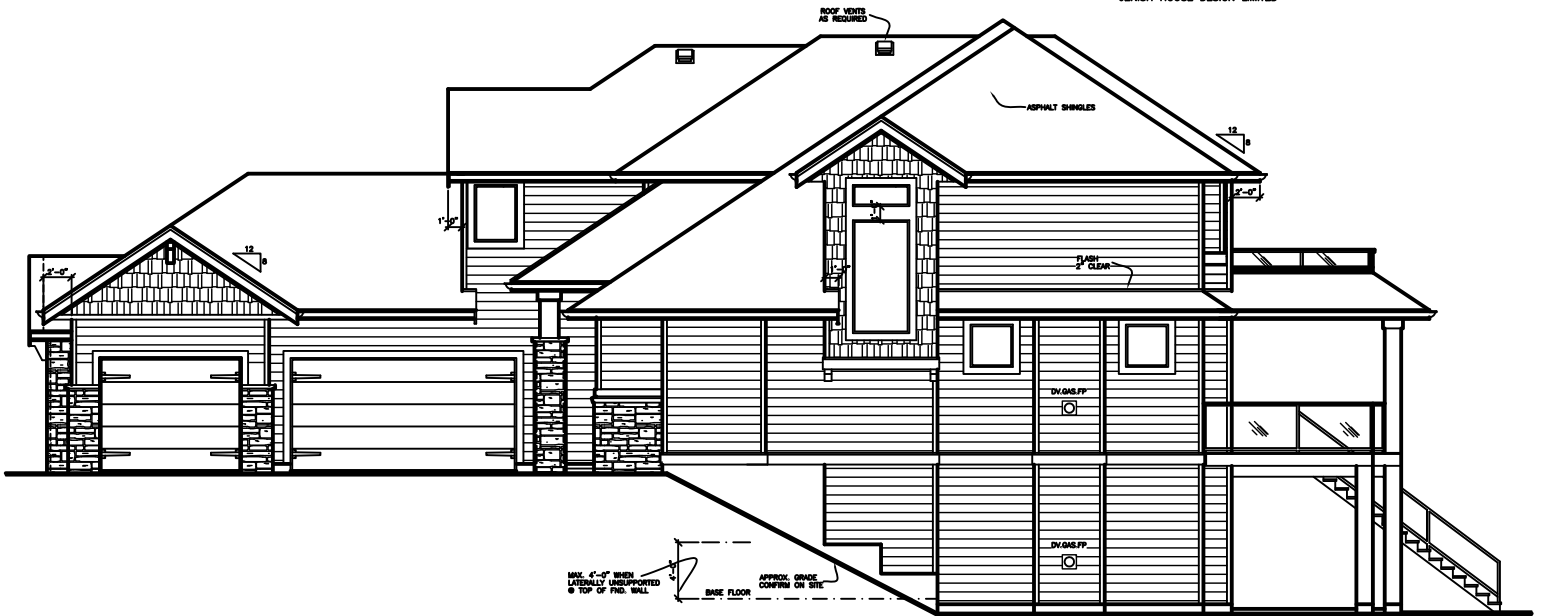 ROOF VENTS
AS REQUIRED
ASPHALT SHINGLES
12
8
2'-0"
1'-0"
12
8
2'-0"
FLASH
2" CLEAR
DV.GAS.FP
DV.GAS.FP
MAX. 4'-0" WHEN
LATERALLY UNSUPPORTED
@ TOP OF FND. WALL
4'-0"
BASE FLOOR
APPROX. GRADE
CONFIRM ON SITE